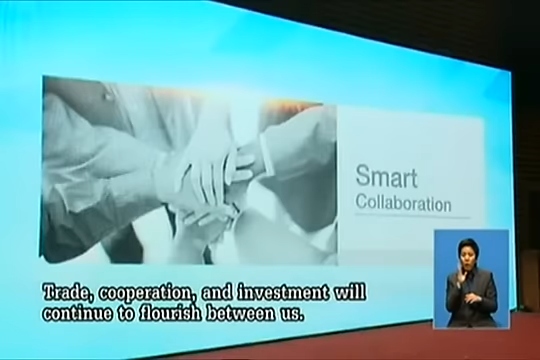 Smart
Collaboration
Trade, cooperation, and investment will
continue to flourish between us.